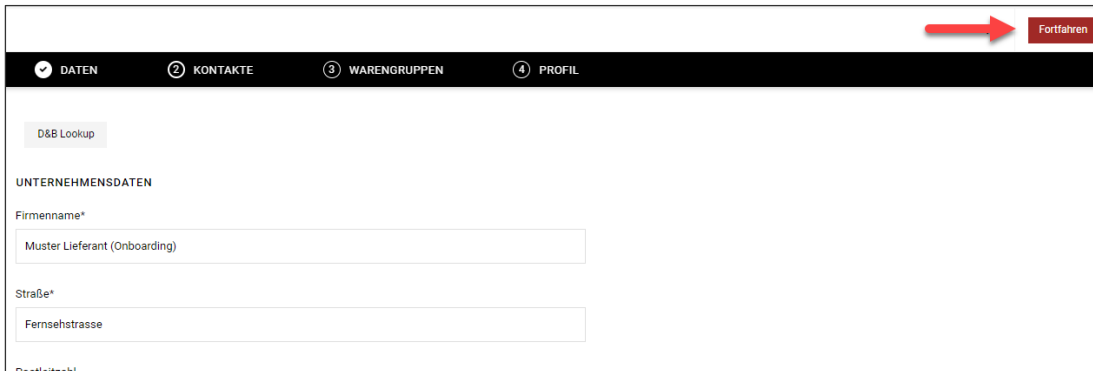 Fortfahren
DATEN 2 KONTAKTE 3 WARENGRUPPEN 4 PROFIL
D&B Lookup
UNTERNEHMENSDATEN
Firmenname*
Muster Lieferant (Onboarding)
Straße*
Fernsehstrasse